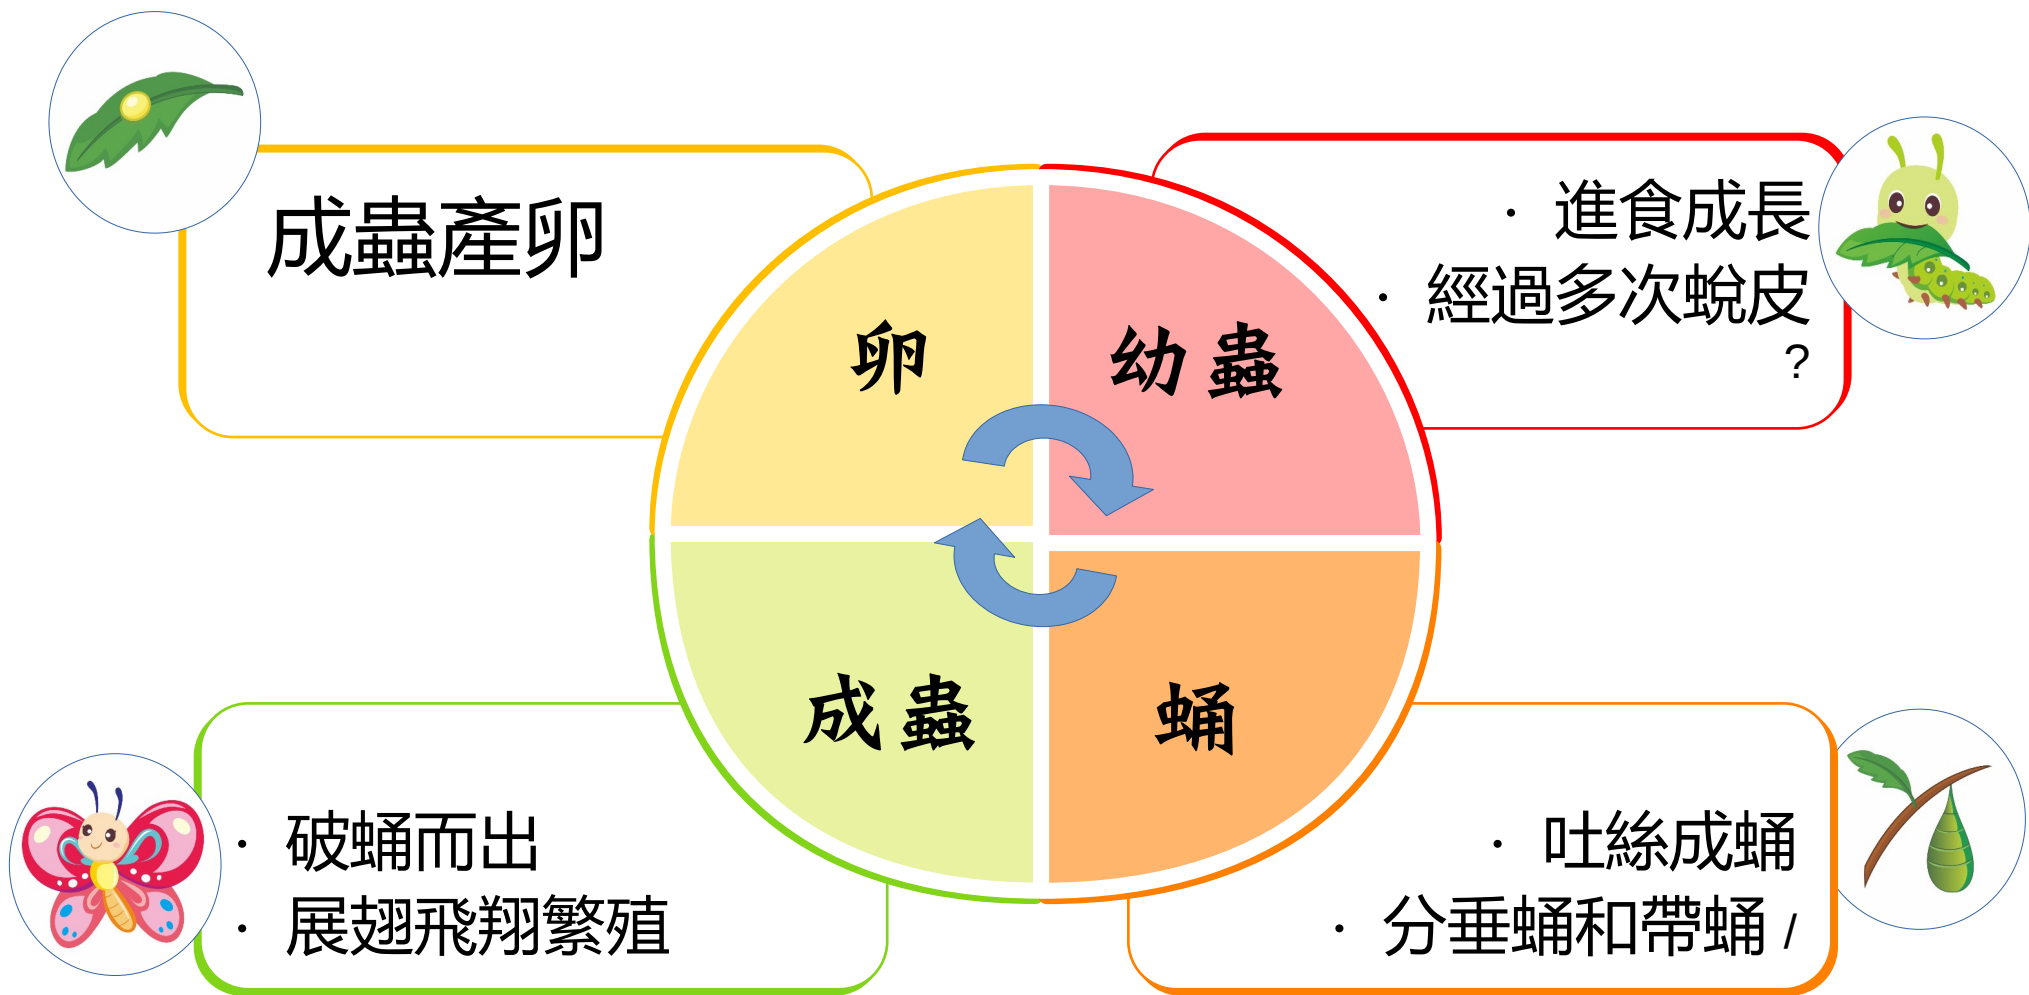 成蟲產卵
• 進食成長
• 經過多次蛻皮
?
卵
幼蟲
成蟲
蛹
• 破蛹而出
• 展翅飛翔繁殖
• 吐絲成蛹
• 分垂蛹和帶蛹 /